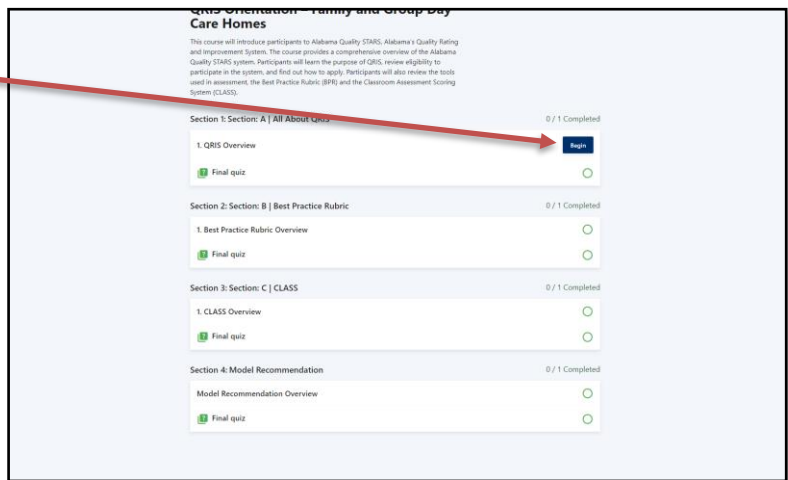 QRIS Orientation – Family and Group Day
Care Homes
This course will introduce participants to Alabama Quality STARS, Alabama's Quality Rating
and Improvement System. The course provides a comprehensive overview of the Alabama
Quality STARS system. Participants will learn the purpose of QRIS, review eligibility to
participate in the system, and find out how to apply. Participants will also review the tools
used in assessment, the Best Practice Rubric (BPR) and the Classroom Assessment Scoring
System (CLASS).
Section 1: Section: A | All About QRIS 0 / 1 Completed
1. QRIS Overview Begin
Final quiz
Section 2: Section: B | Best Practice Rubric 0 / 1 Completed
1. Best Practice Rubric Overview
Final quiz
Section 3: Section: C | CLASS 0 / 1 Completed
1. CLASS Overview
Final quiz
Section 4: Model Recommendation 0 / 1 Completed
Model Recommendation Overview
Final quiz